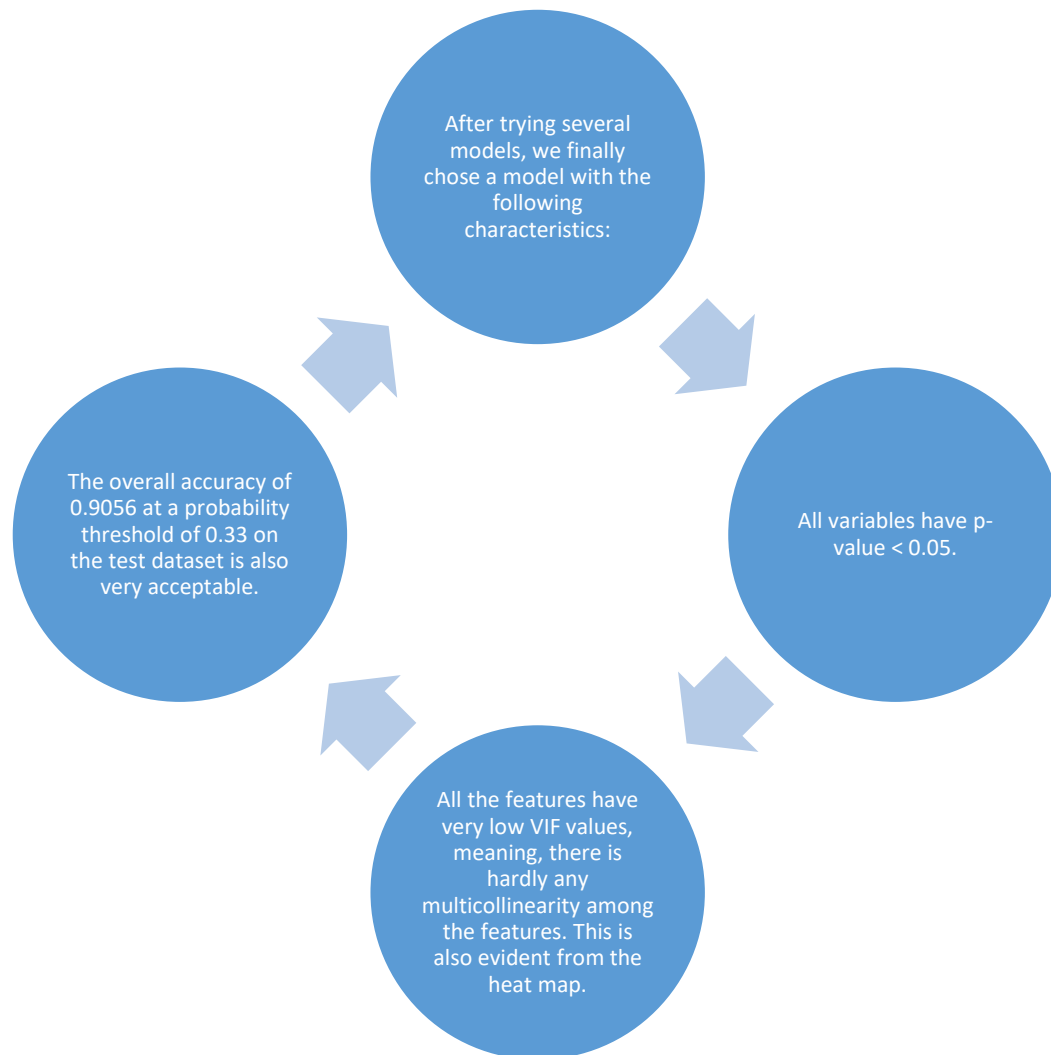 After trying several
models, we finally
chose a model with the
following
characteristics:
All variables have p-
value < 0.05.
All the features have
very low VIF values,
meaning, there is
hardly any
multicollinearity among
the features. This is
also evident from the
heat map.
The overall accuracy of
0.9056 at a probability
threshold of 0.33 on
the test dataset is also
very acceptable.